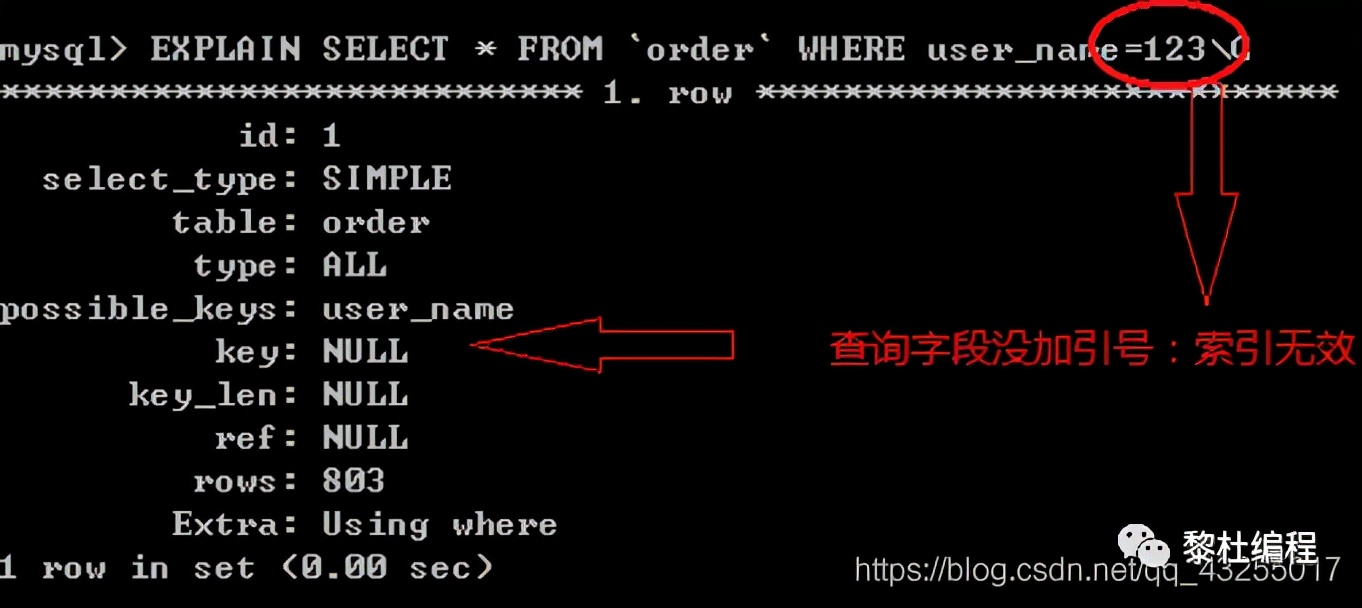 mysql> EXPLAIN SELECT * FROM `order` WHERE user_name=123\G
*************************** 1. row ***************************
id: 1
select_type: SIMPLE
table: order
type: ALL
possible_keys: user_name
key: NULL
查询字段没加引号：索引无效
key_len: NULL
ref: NULL
rows: 803
Extra: Using where
黎杜编程
1 row in set (0.00 sec)
https://blog.csdn.net/qq_43255017